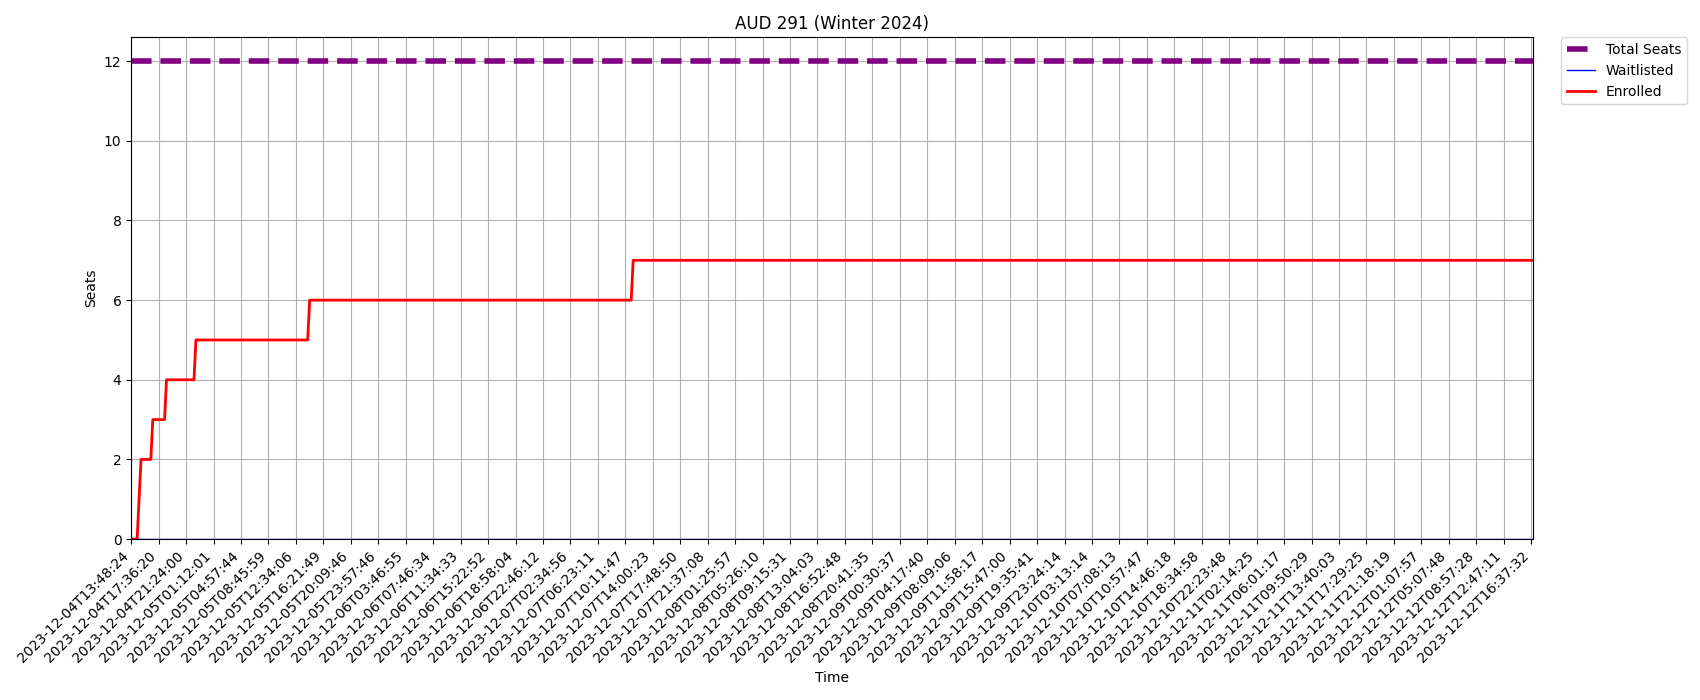 AUD 291 (Winter 2024)
Total Seats
Waitlisted
Enrolled
Seats
12
10
8
6
4
2
0
2023-12-04T13:48:24
2023-12-04T17:36:20
2023-12-04T21:24:00
2023-12-05T01:12:01
2023-12-05T04:57:44
2023-12-05T08:45:59
2023-12-05T12:34:06
2023-12-05T16:21:49
2023-12-05T20:09:46
2023-12-05T23:57:46
2023-12-06T03:46:55
2023-12-06T07:46:34
2023-12-06T11:34:33
2023-12-06T15:22:52
2023-12-06T18:58:04
2023-12-06T22:46:12
2023-12-07T02:34:56
2023-12-07T06:23:11
2023-12-07T10:11:47
2023-12-07T14:00:23
2023-12-07T17:48:50
2023-12-07T21:37:08
2023-12-08T01:25:57
2023-12-08T05:26:10
2023-12-08T09:15:31
2023-12-08T13:04:03
2023-12-08T16:52:48
2023-12-08T20:41:35
2023-12-09T00:30:37
2023-12-09T04:17:40
2023-12-09T08:09:06
2023-12-09T11:58:17
2023-12-09T15:47:00
2023-12-09T19:35:41
2023-12-09T23:24:14
2023-12-10T03:13:14
2023-12-10T07:08:13
2023-12-10T10:57:47
2023-12-10T14:46:18
2023-12-10T18:34:58
2023-12-10T22:23:48
2023-12-11T02:14:25
2023-12-11T06:01:17
2023-12-11T09:50:29
2023-12-11T13:40:03
2023-12-11T17:29:25
2023-12-11T21:18:19
2023-12-12T01:07:57
2023-12-12T05:07:48
2023-12-12T08:57:28
2023-12-12T12:47:11
2023-12-12T16:37:32
Time